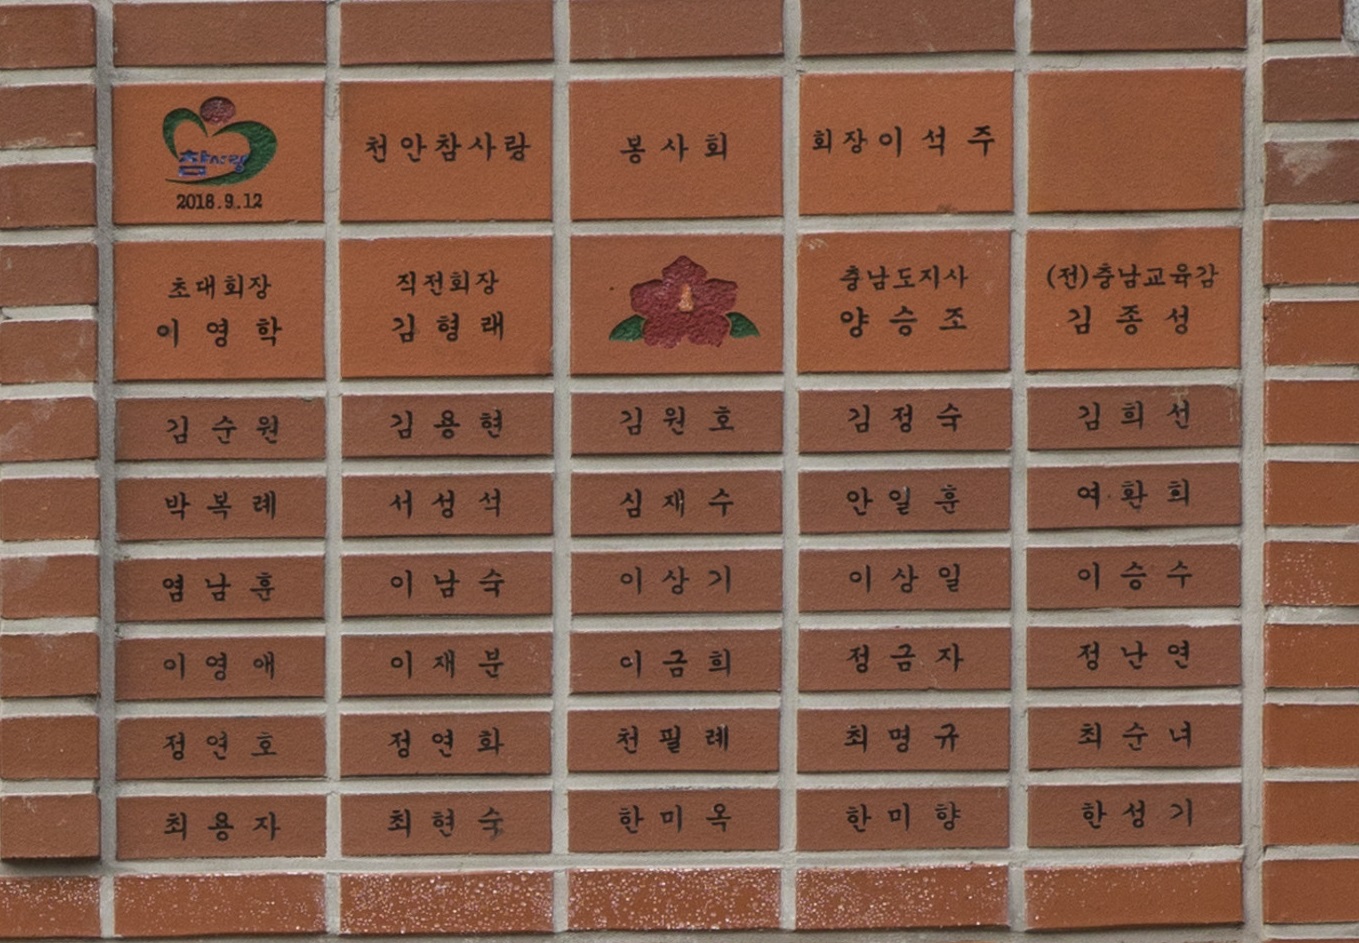 참사랑
2018.9.12
천안참사랑 봉사회 회장이석주
초대회장
이영학
직전회장
김형래
충남도지사
양승조
(전)충남교육감
김종성
김순원 김용현 김원호 김정숙 김희선
박복례 서성석 심재수 안일훈 여환희
염남훈 이남숙 이상기 이상일 이승수
이영애 이재분 이금희 정금자 정난연
정연호 정연화 천필례 최명규 최순녀
최용자 최현숙 한미옥 한미향 한성기